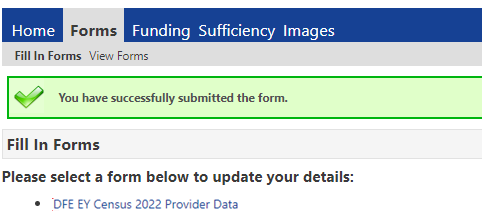 Home Forms Funding Sufficiency Images
Fill In Forms View Forms
You have successfully submitted the form.
Fill In Forms
Please select a form below to update your details:
• DFE EY Census 2022 Provider Data